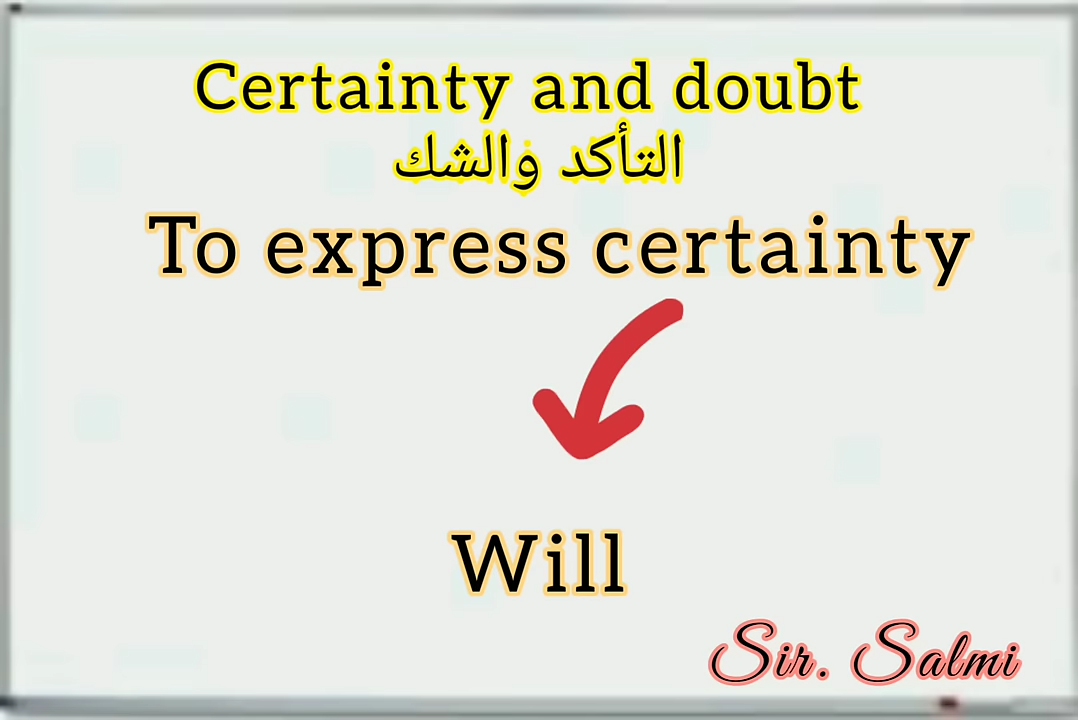 Certainty and doubt
التأكد والشك
To express certainty
Will
Sir. Salmi